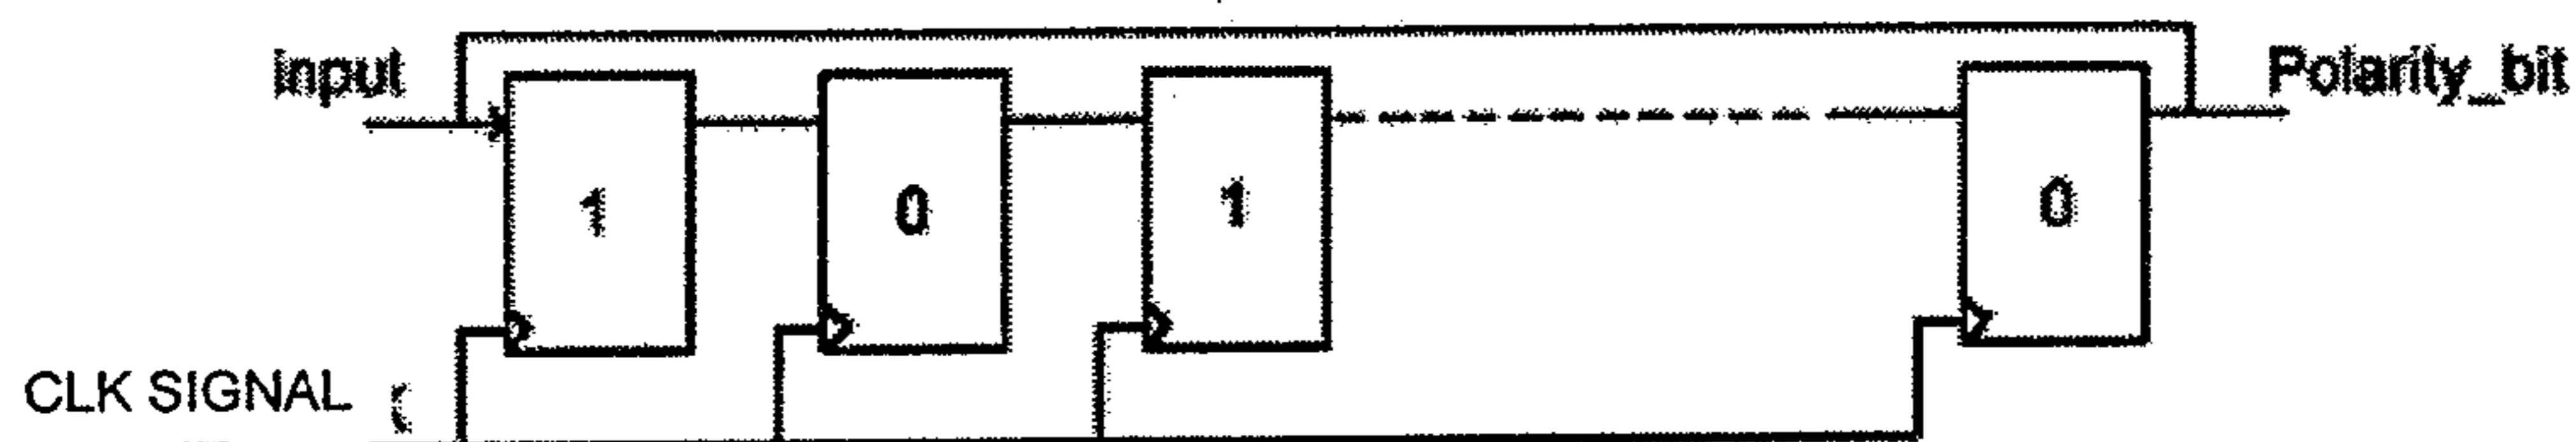 Input
Polarity_bit
1 0 1 0
CLK SIGNAL